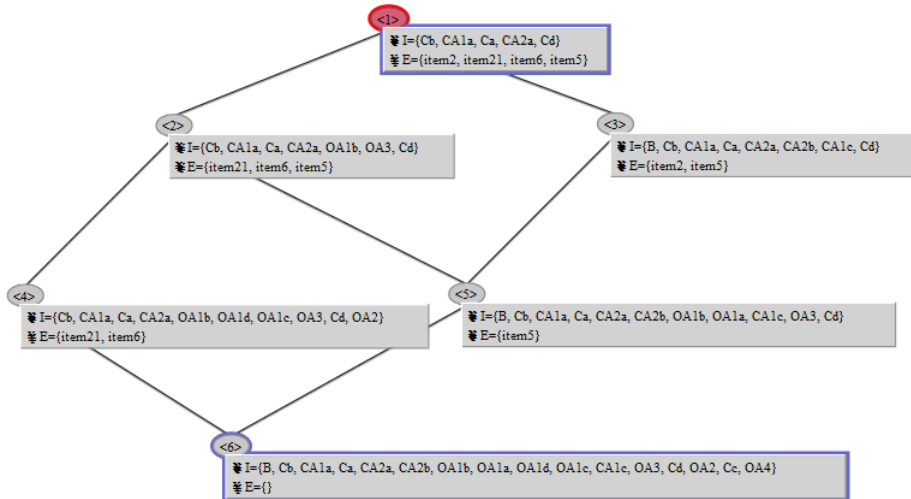 <1>
I={Cb, CA1a, Ca, CA2a, Cd}
E={item2, item21, item6, item5}
<2>
I={Cb, CA1a, Ca, CA2a, OA1b, OA3, Cd}
E={item21, item6, item5}
<3>
I={B, Cb, CA1a, Ca, CA2a, CA2b, CA1c, Cd}
E={item2, item5}
<4>
I={Cb, CA1a, Ca, CA2a, OA1b, OA1d, OA1c, OA3, Cd, OA2}
E={item21, item6}
<5>
I={B, Cb, CA1a, Ca, CA2a, CA2b, OA1b, OA1a, CA1c, OA3, Cd}
E={item5}
<6>
I={B, Cb, CA1a, Ca, CA2a, CA2b, OA1b, OA1a, OA1d, OA1c, CA1c, OA3, Cd, OA2, Cc, OA4}
E={}